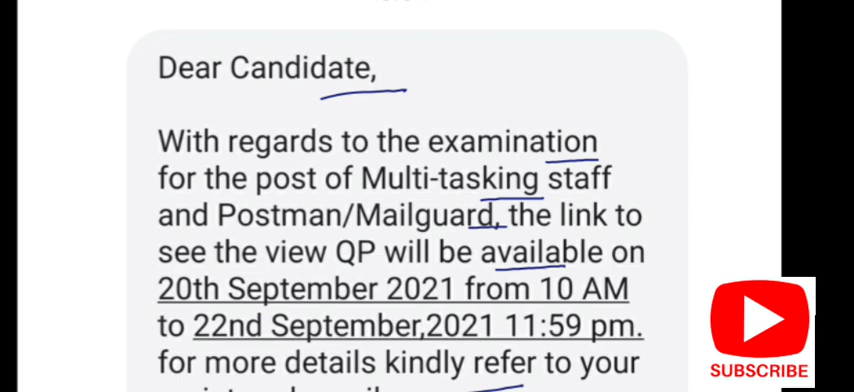 Dear Candidate,
With regards to the examination
for the post of Multi-tasking staff
and Postman/Mailguard, the link to
see the view QP will be available on
20th September 2021 from 10 AM
to 22nd September,2021 11:59 pm.
for more details kindly refer to your
SUBSCRIBE